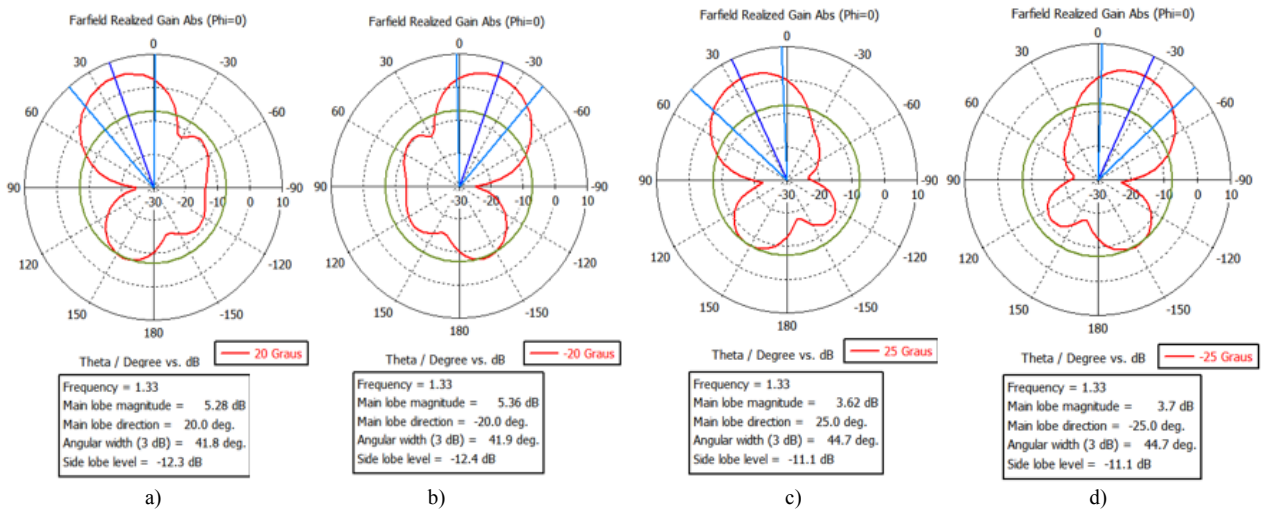 Farfield Realized Gain Abs (Phi=0)
0
30
-30
60
-60
90
-30
-20
-10
0
10
-90
120
-120
150
-150
180
Theta / Degree vs. dB
20 Graus
Frequency = 1.33
Main lobe magnitude = 5.28 dB
Main lobe direction = 20.0 deg.
Angular width (3 dB) = 41.8 deg.
Side lobe level = -12.3 dB
a)
Farfield Realized Gain Abs (Phi=0)
0
30
-30
60
-60
90
-30
-20
-10
0
10
-90
120
-120
150
-150
180
Theta / Degree vs. dB
-20 Graus
Frequency = 1.33
Main lobe magnitude = 5.36 dB
Main lobe direction = -20.0 deg.
Angular width (3 dB) = 41.9 deg.
Side lobe level = -12.4 dB
b)
Farfield Realized Gain Abs (Phi=0)
0
30
-30
60
-60
90
-30
-20
-10
0
10
-90
120
-120
150
-150
180
Theta / Degree vs. dB
25 Graus
Frequency = 1.33
Main lobe magnitude = 3.62 dB
Main lobe direction = 25.0 deg.
Angular width (3 dB) = 44.7 deg.
Side lobe level = -11.1 dB
c)
Farfield Realized Gain Abs (Phi=0)
0
30
-30
60
-60
90
-30
-20
-10
0
10
-90
120
-120
150
-150
180
Theta / Degree vs. dB
-25 Graus
Frequency = 1.33
Main lobe magnitude = 3.7 dB
Main lobe direction = -25.0 deg.
Angular width (3 dB) = 44.7 deg.
Side lobe level = -11.1 dB
d)